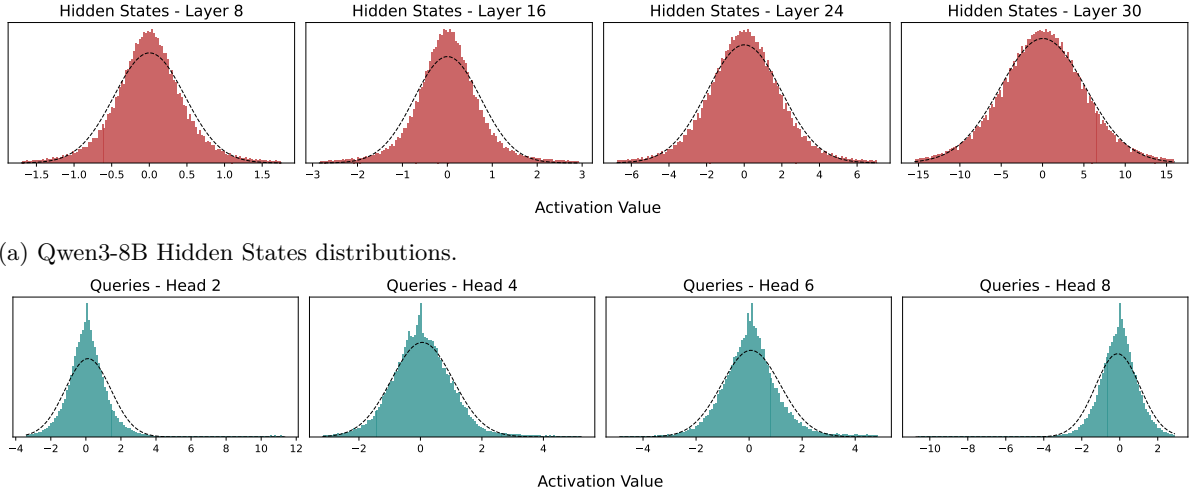 Hidden States - Layer 8 Hidden States - Layer 16 Hidden States - Layer 24 Hidden States - Layer 30
−1.5 −1.0 −0.5 0.0 0.5 1.0 1.5 −3 −2 −1 0 1 2 3 −6 −4 −2 0 2 4 6 −15 −10 −5 0 5 10 15
Activation Value
(a) Qwen3-8B Hidden States distributions.
Queries - Head 2 Queries - Head 4 Queries - Head 6 Queries - Head 8
−4 −2 0 2 4 6 8 10 12 −2 0 2 4 −4 −2 0 2 4 −10 −8 −6 −4 −2 0 2
Activation Value